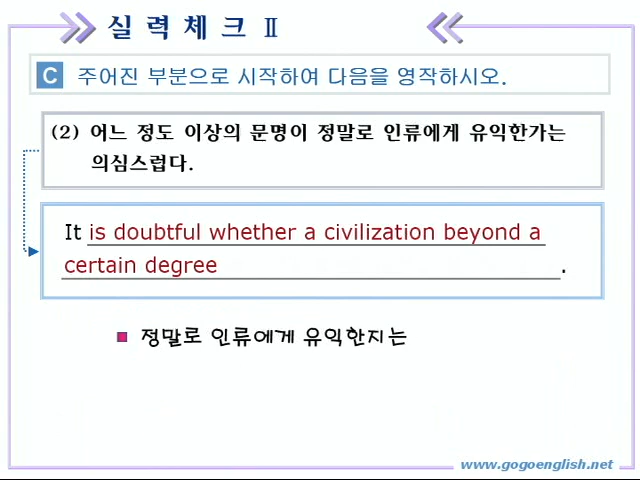 실 력 체 크 Ⅱ
C 주어진 부분으로 시작하여 다음을 영작하시오.
(2) 어느 정도 이상의 문명이 정말로 인류에게 유익한가는
의심스럽다.
It is doubtful whether a civilization beyond a
certain degree .
정말로 인류에게 유익한지는
www.gogoenglish.net